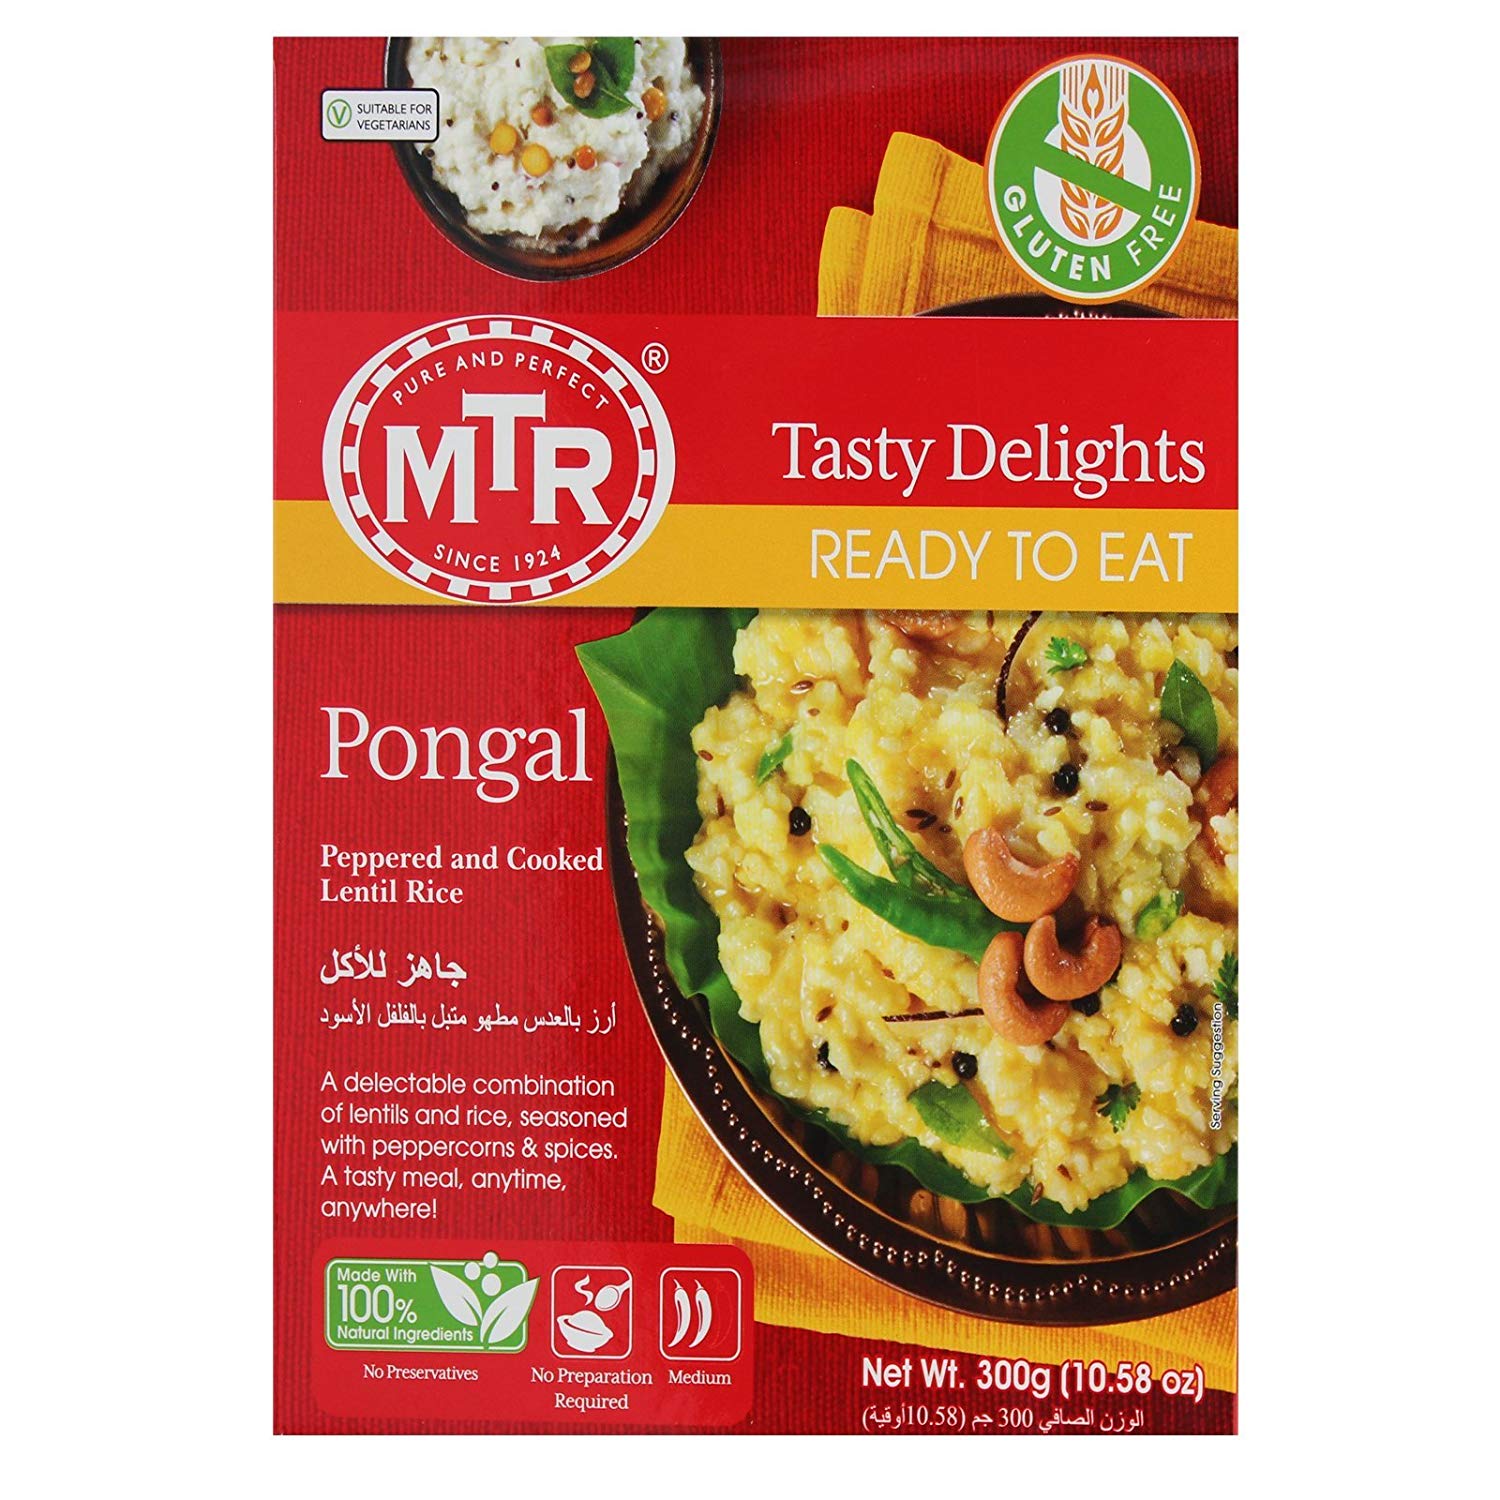 SUITABLE FOR
VEGETARIANS
GLUTEN FREE
PURE AND PERFECT
MTR
®
SINCE 1924
Tasty Delights
READY TO EAT
Pongal
Peppered and Cooked
Lentil Rice
جاهز للأكل
أرز بالعدس مطهو متبل بالفلفل الأسود
A delectable combination
of lentils and rice, seasoned
with peppercorns & spices.
A tasty meal, anytime,
anywhere!
Serving Suggestion
Made With
100%
Natural Ingredients
No Preservatives
No Preparation
Required
Medium
Net Wt. 300g (10.58 oz)
الوزن الصافي 300 جم (10.58أوقية)